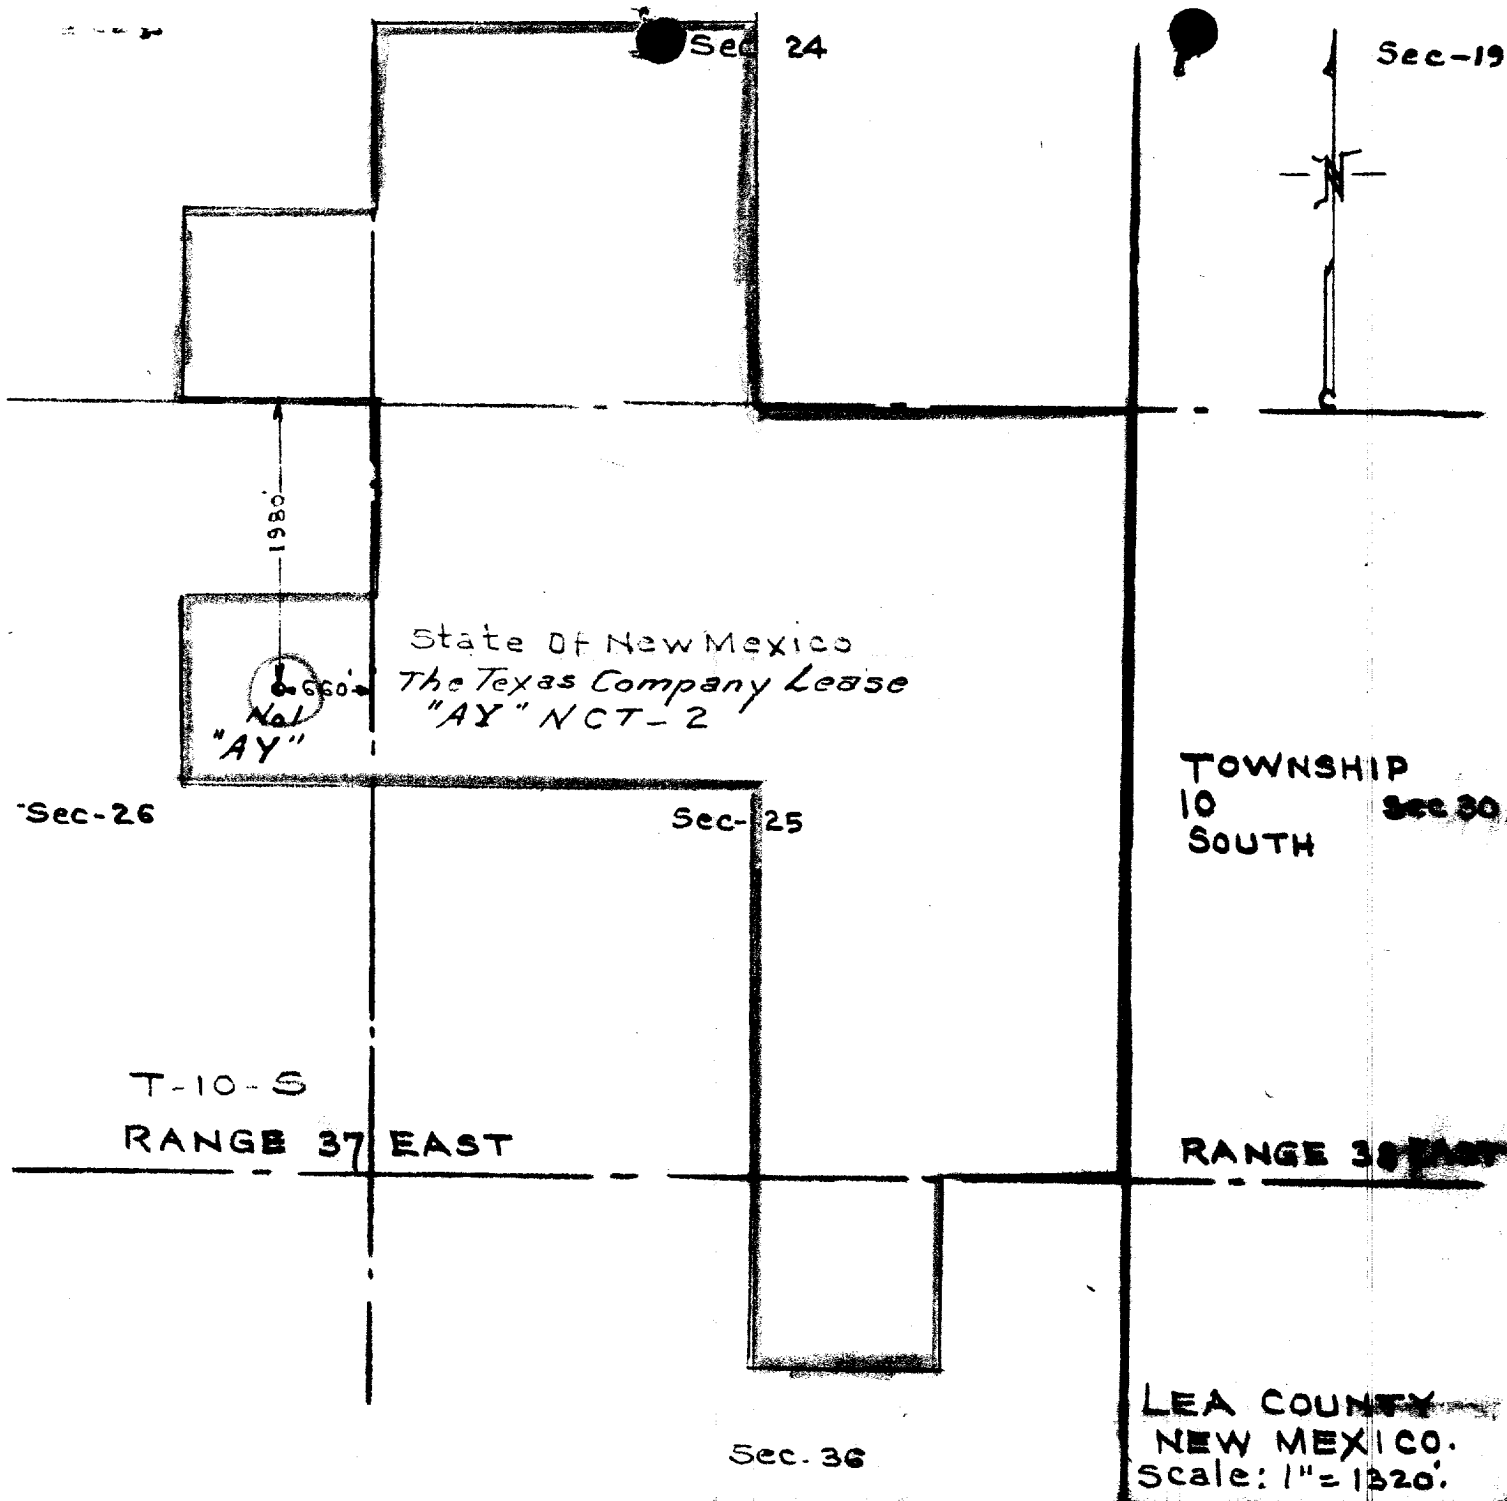 Sec 24
Sec-19
N
1980'
State Of New Mexico
The Texas Company Lease
"AY" NCT-2
660'
No1
"AY"
TOWNSHIP
10
SOUTH
Sec 30
Sec-26
Sec-25
T-10-S
RANGE 37 EAST
RANGE 38 EAST
LEA COUNTY
NEW MEXICO.
Scale: 1"=1320'.
Sec. 36